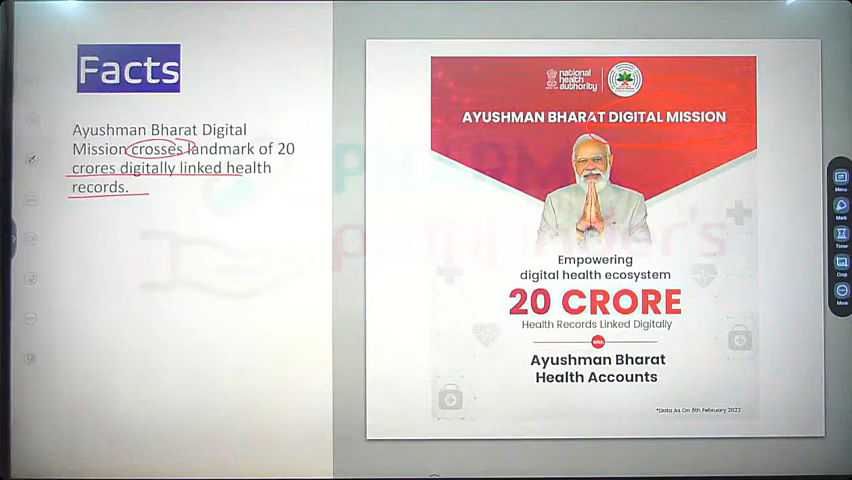 Facts
Ayushman Bharat Digital
Mission crosses landmark of 20
crores digitally linked health
records.
national
health
authority
AYUSHMAN BHARAT DIGITAL MISSION
Empowering
digital health ecosystem
20 CRORE
Health Records Linked Digitally
With
Ayushman Bharat
Health Accounts
*Data As On 8th February 2022
Menu
Mark
Timer
Crop
More